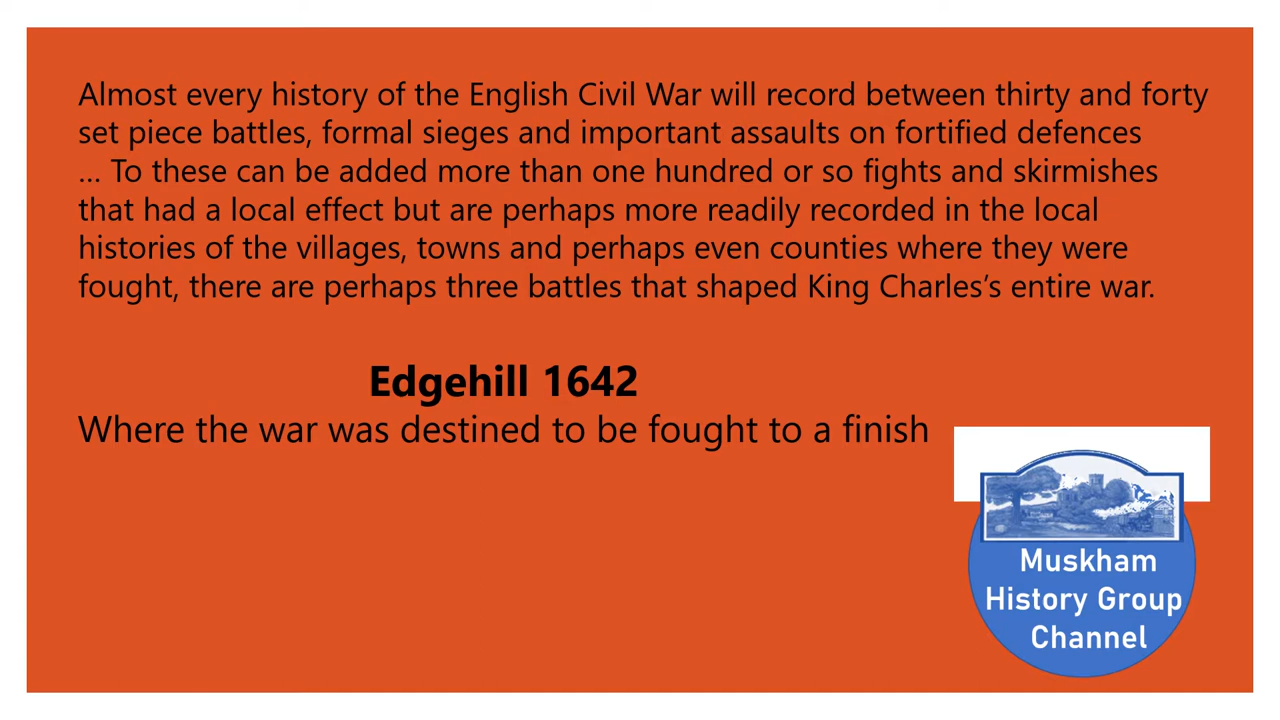 Almost every history of the English Civil War will record between thirty and forty
set piece battles, formal sieges and important assaults on fortified defences
... To these can be added more than one hundred or so fights and skirmishes
that had a local effect but are perhaps more readily recorded in the local
histories of the villages, towns and perhaps even counties where they were
fought, there are perhaps three battles that shaped King Charles’s entire war.
Edgehill 1642
Where the war was destined to be fought to a finish
Muskham
History Group
Channel